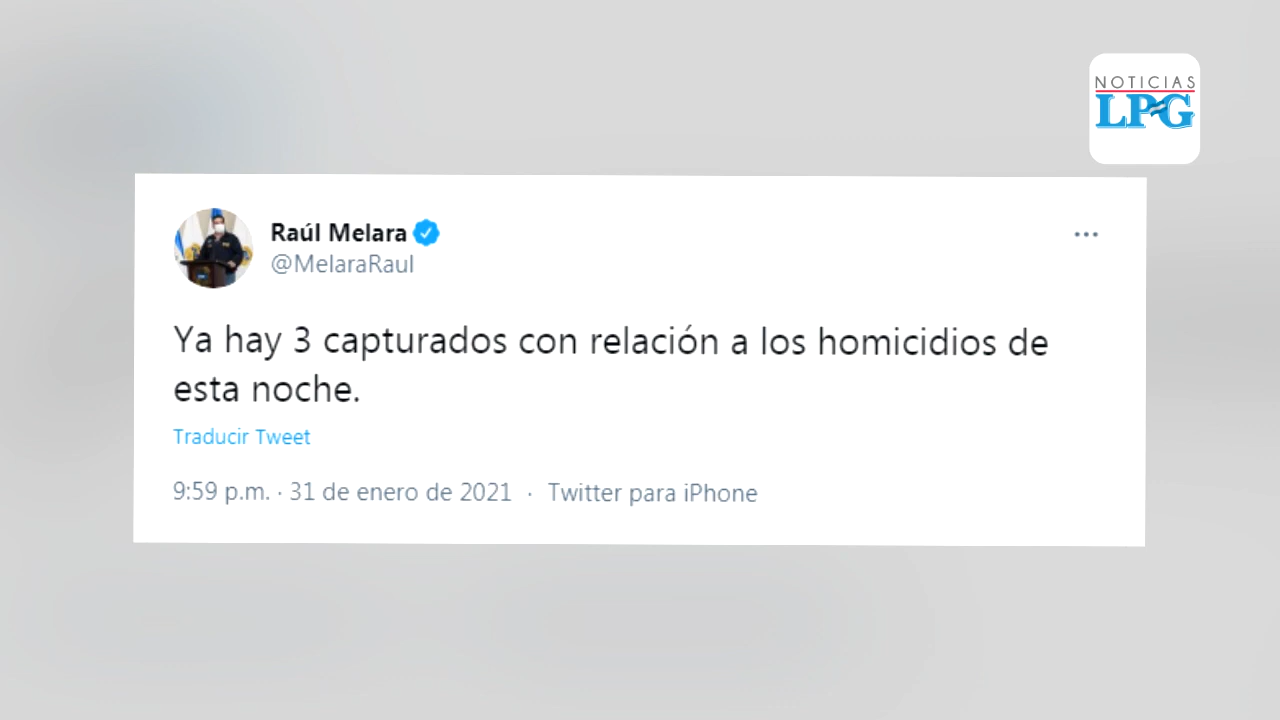 NOTICIAS
LPG
Raúl Melara
@MelaraRaul
Ya hay 3 capturados con relación a los homicidios de
esta noche.
Traducir Tweet
9:59 p.m. · 31 de enero de 2021 · Twitter para iPhone